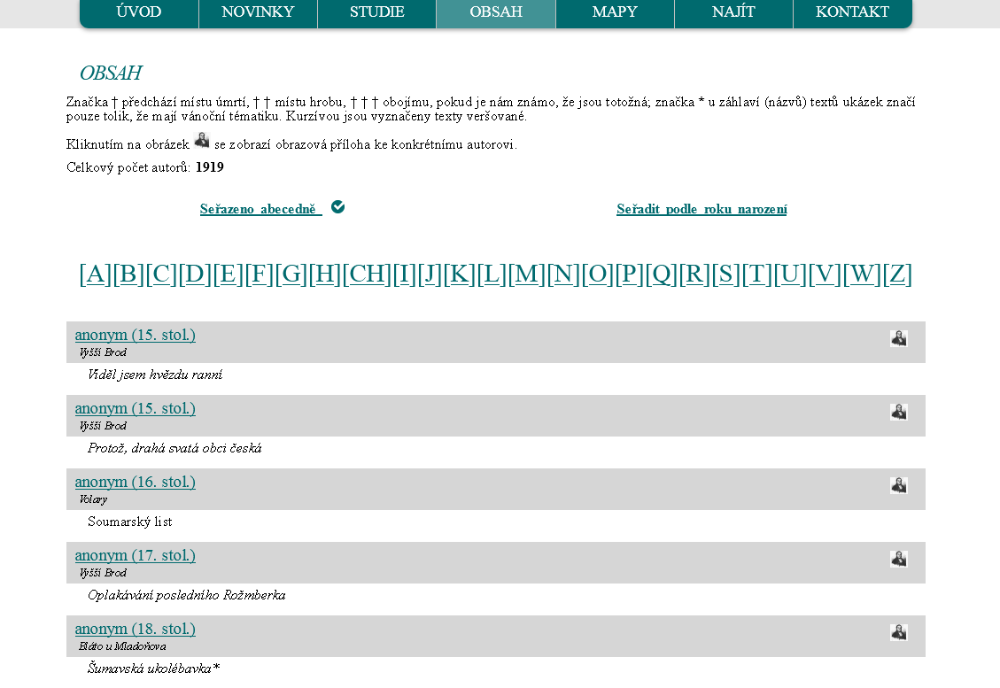 ÚVOD NOVINKY STUDIE OBSAH MAPY NAJÍT KONTAKT
OBSAH
Značka † předchází místu úmrtí, † † místu hrobu, † † † obojímu, pokud je nám známo, že jsou totožná; značka * u záhlaví (názvů) textů ukázek značí
pouze tolik, že mají vánoční tématiku. Kurzívou jsou vyznačeny texty veršované.
Kliknutím na obrázek se zobrazí obrazová příloha ke konkrétnímu autorovi.
Celkový počet autorů: 1919
Seřazeno abecedně Seřadit podle roku narození
[A][B][C][D][E][F][G][H][CH][I][J][K][L][M][N][O][P][Q][R][S][T][U][V][W][Z]
anonym (15. stol.)
Vyšší Brod
Viděl jsem hvězdu ranní
anonym (15. stol.)
Vyšší Brod
Protož, drahá svatá obci česká
anonym (16. stol.)
Volary
Soumarský list
anonym (17. stol.)
Vyšší Brod
Oplakávání posledního Rožmberka
anonym (18. stol.)
Bláto u Mladoňova
Šumavská ukolébavka*